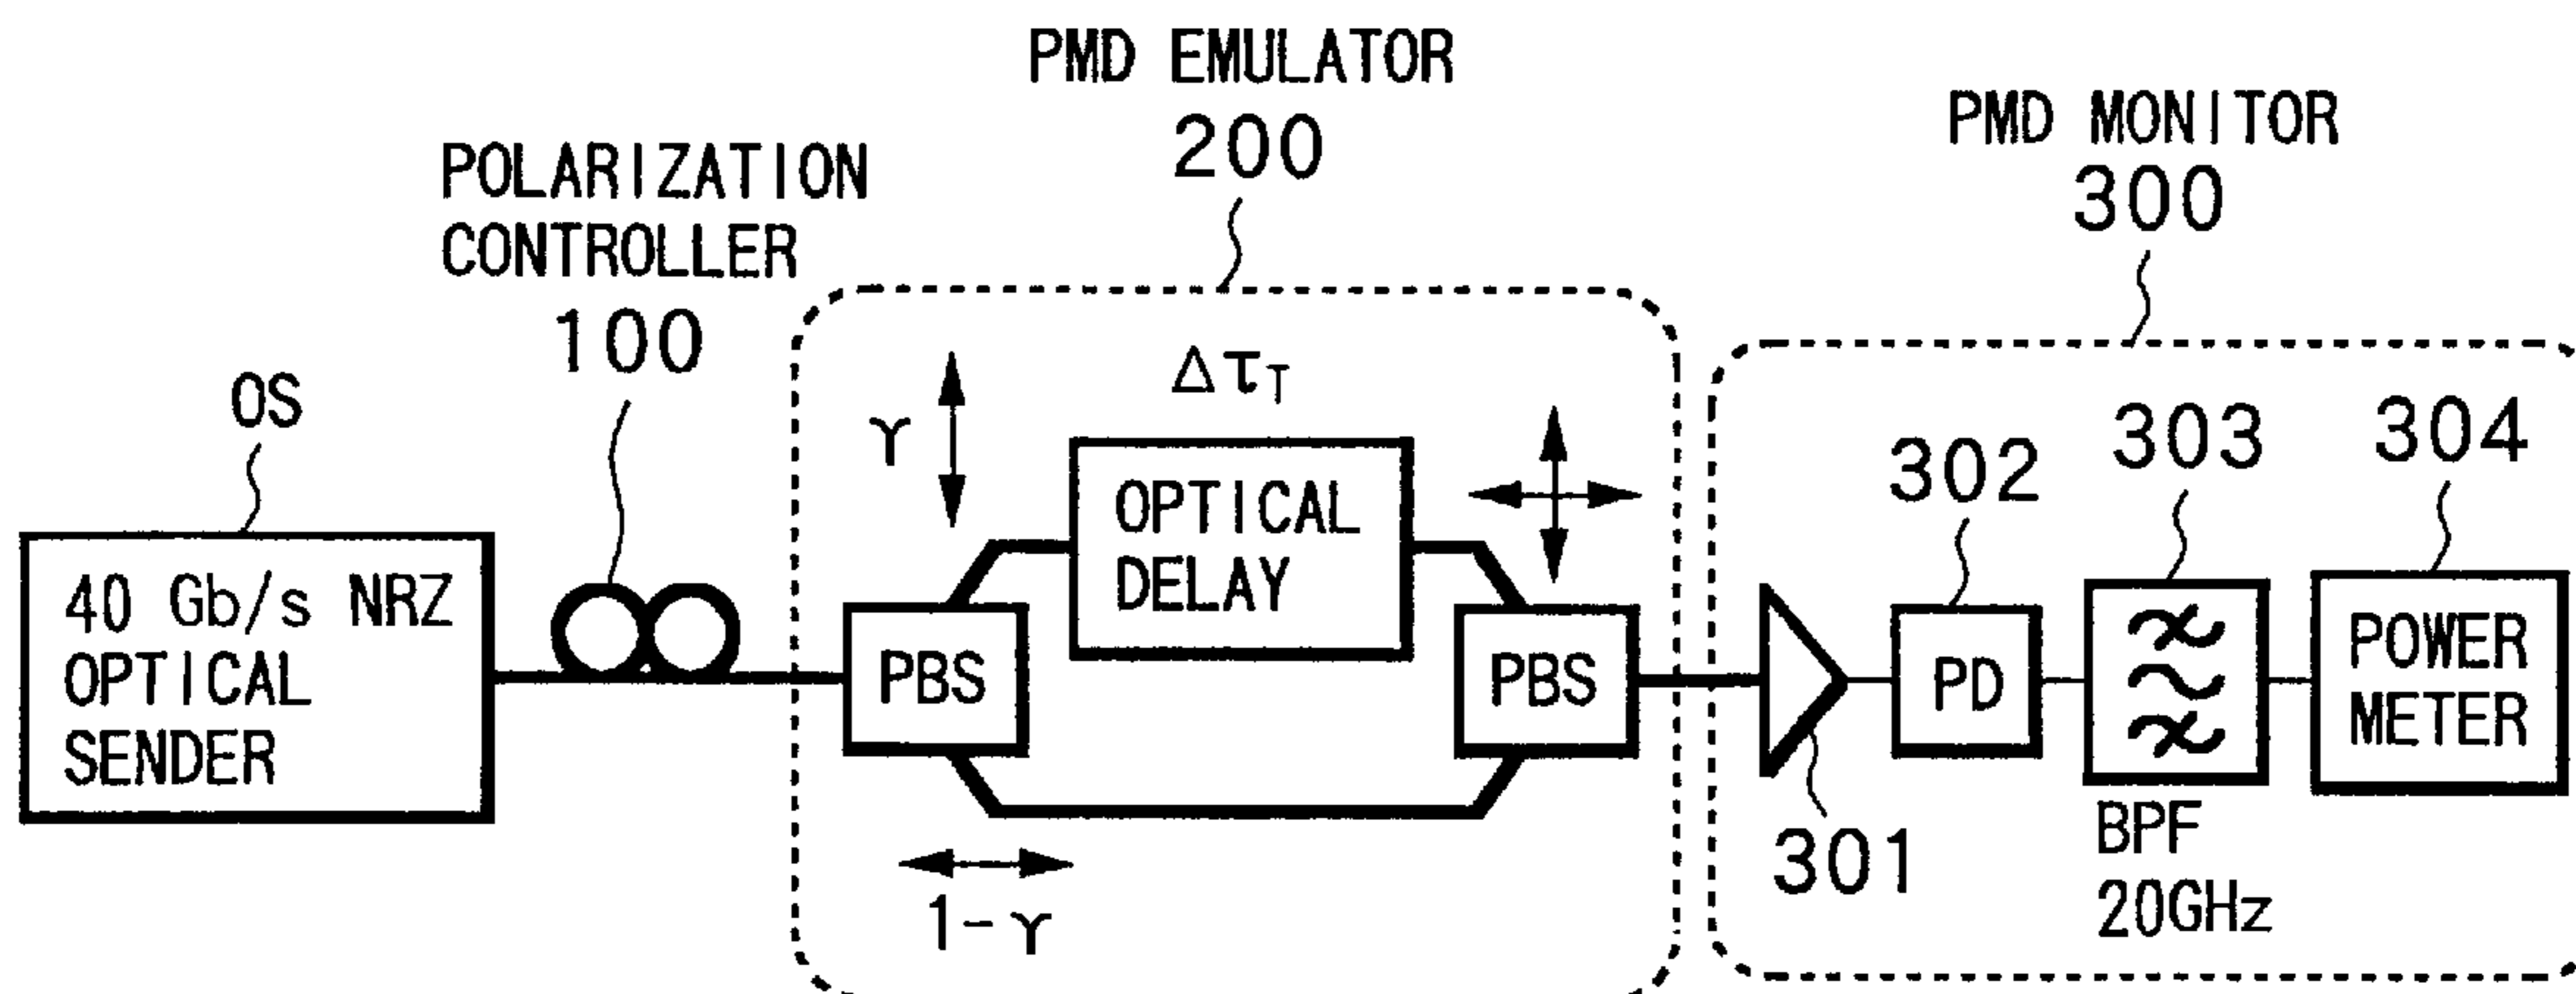 PMD EMULATOR
200
PMD MONITOR
300
POLARIZATION
CONTROLLER
100
OS
ΔτT
γ
302
303
304
40 Gb/s NRZ
OPTICAL
SENDER
OPTICAL
DELAY
PBS
PBS
PD
POWER
METER
301
BPF
20GHz
1-γ